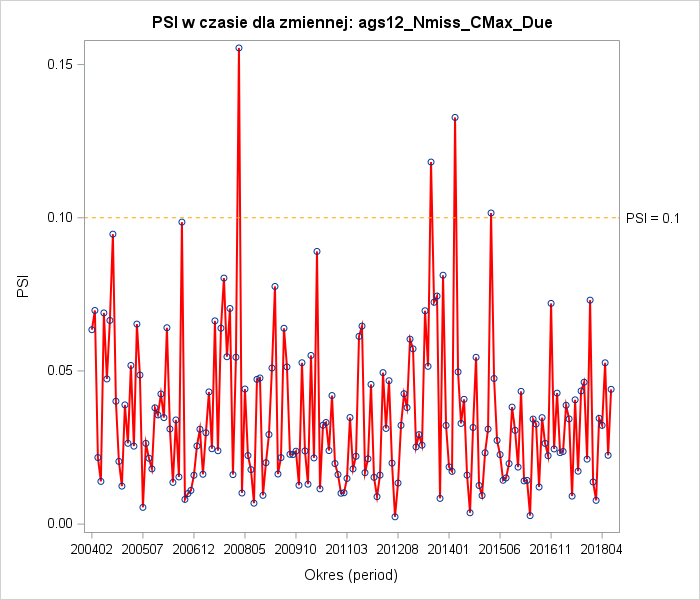 PSI w czasie dla zmiennej: ags12_Nmiss_CMax_Due
0.15
0.10
PSI = 0.1
PSI
0.05
0.00
200402 200507 200612 200805 200910 201103 201208 201401 201506 201611 201804
Okres (period)